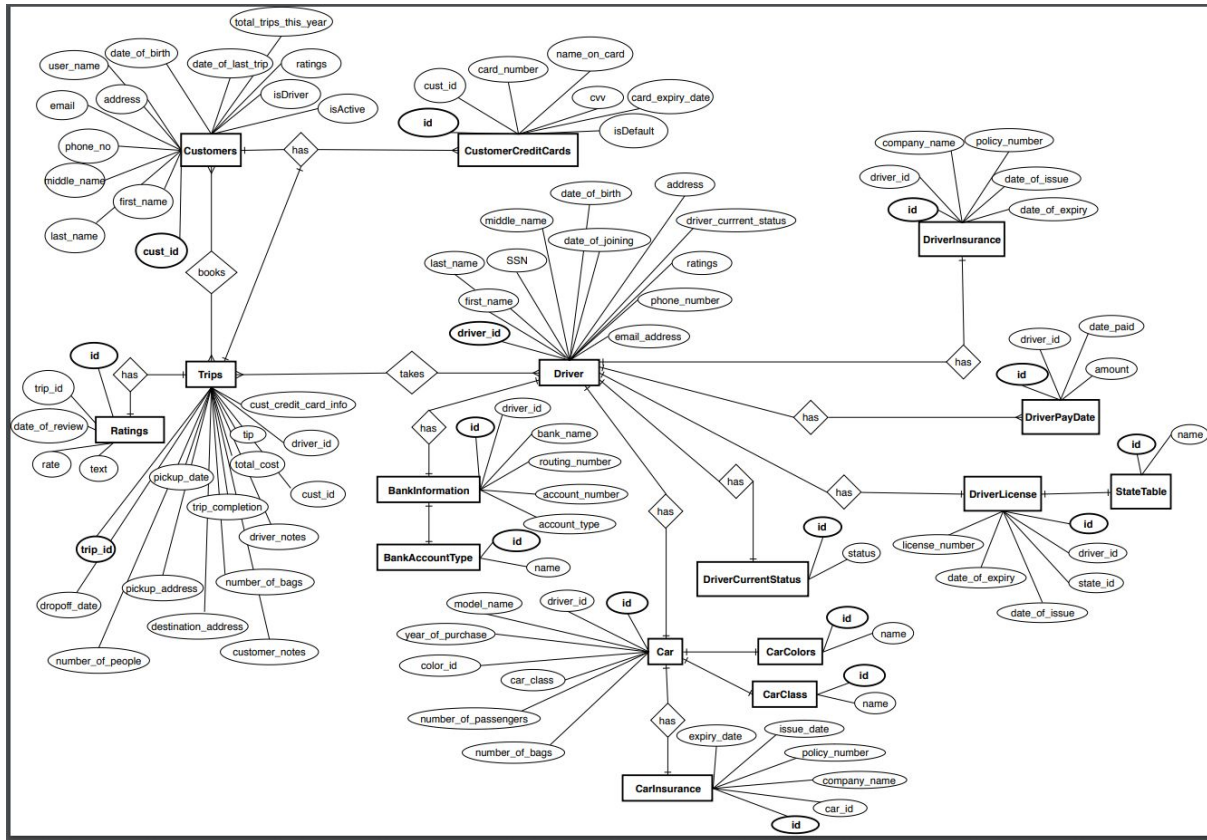 total_trips_this_year
date_of_birth
user_name
date_of_last_trip
ratings
email
address
isDriver
isActive
phone_no
Customers
middle_name
first_name
last_name
cust_id
has
name_on_card
card_number
cust_id
cvv
card_expiry_date
id
isDefault
CustomerCreditCards
books
company_name
policy_number
driver_id
date_of_issue
id
date_of_expiry
DriverInsurance
has
date_of_birth
address
middle_name
driver_currrent_status
date_of_joining
last_name
SSN
ratings
first_name
phone_number
driver_id
email_address
Driver
takes
date_paid
driver_id
id
amount
DriverPayDate
has
id
has
Trips
trip_id
date_of_review
Ratings
rate
text
cust_credit_card_info
tip
driver_id
total_cost
pickup_date
cust_id
trip_completion
driver_notes
trip_id
pickup_address
number_of_bags
dropoff_date
destination_address
number_of_people
customer_notes
has
driver_id
id
bank_name
routing_number
BankInformation
account_number
account_type
BankAccountType
id
name
has
has
id
status
DriverCurrentStatus
has
DriverLicense
id
name
StateTable
id
license_number
driver_id
date_of_expiry
state_id
date_of_issue
model_name
driver_id
id
year_of_purchase
color_id
Car
car_class
number_of_passengers
number_of_bags
CarColors
id
name
CarClass
id
name
has
expiry_date
issue_date
policy_number
company_name
CarInsurance
car_id
id